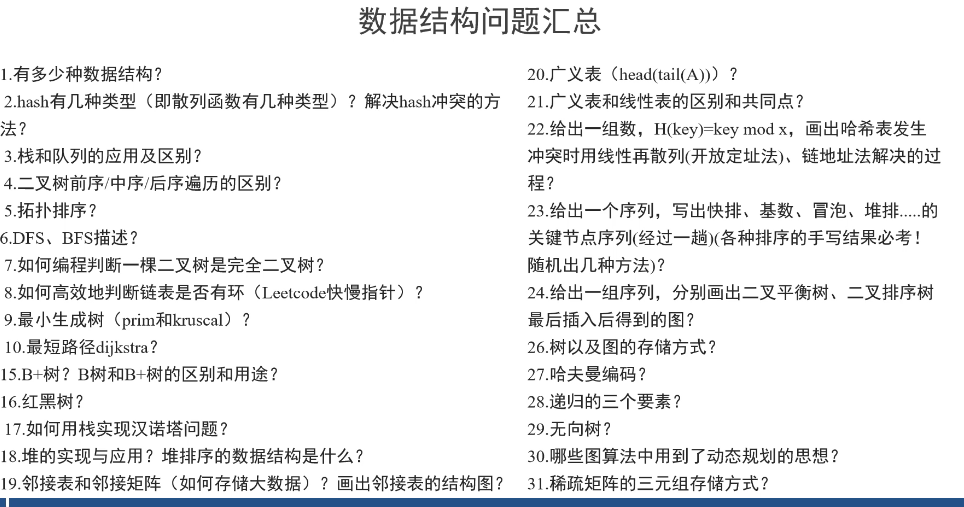 数据结构问题汇总
1.有多少种数据结构？
2.hash有几种类型（即散列函数有几种类型）？解决hash冲突的方
法？
3.栈和队列的应用及区别？
4.二叉树前序/中序/后序遍历的区别？
5.拓扑排序？
6.DFS、BFS描述？
7.如何编程判断一棵二叉树是完全二叉树？
8.如何高效地判断链表是否有环（Leetcode快慢指针）？
9.最小生成树（prim和kruscal）？
10.最短路径dijkstra？
15.B+树？B树和B+树的区别和用途？
16.红黑树？
17.如何用栈实现汉诺塔问题？
18.堆的实现与应用？堆排序的数据结构是什么？
19.邻接表和邻接矩阵（如何存储大数据）？画出邻接表的结构图？
20.广义表（head(tail(A))）？
21.广义表和线性表的区别和共同点？
22.给出一组数，H(key)=key mod x，画出哈希表发生
冲突时用线性再散列(开放定址法)、链地址法解决的过
程？
23.给出一个序列，写出快排、基数、冒泡、堆排.....的
关键节点序列(经过一趟)(各种排序的手写结果必考！
随机出几种方法)？
24.给出一组序列，分别画出二叉平衡树、二叉排序树
最后插入后得到的图？
26.树以及图的存储方式？
27.哈夫曼编码？
28.递归的三个要素？
29.无向树？
30.哪些图算法中用到了动态规划的思想？
31.稀疏矩阵的三元组存储方式？